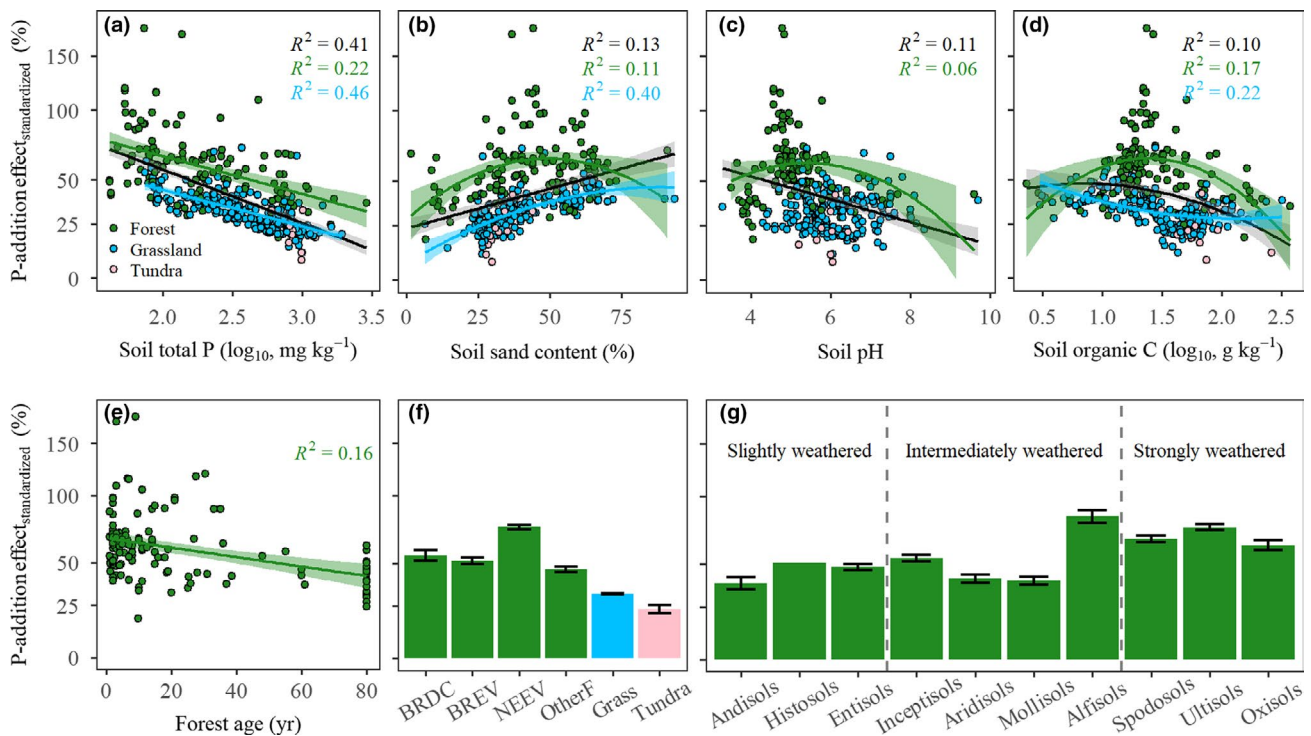 P-addition effect standardized (%)
(a)
R² = 0.41
R² = 0.22
R² = 0.46
Forest
Grassland
Tundra
150
100
50
25
0
2.0 2.5 3.0 3.5
Soil total P (log10, mg kg−1)
(b)
R² = 0.13
R² = 0.11
R² = 0.40
0 25 50 75 100
Soil sand content (%)
(c)
R² = 0.11
R² = 0.06
4 6 8 10
Soil pH
(d)
R² = 0.10
R² = 0.17
R² = 0.22
0.5 1.0 1.5 2.0 2.5
Soil organic C (log10, g kg−1)
P-addition effect standardized (%)
(e)
R² = 0.16
150
100
50
25
0
0 20 40 60 80
Forest age (yr)
(f)
BRDC BREV NEEV OtherF Grass Tundra
(g)
Slightly weathered Intermediately weathered Strongly weathered
Andisols Histosols Entisols Inceptisols Aridisols Mollisols Alfisols Spodosols Ultisols Oxisols